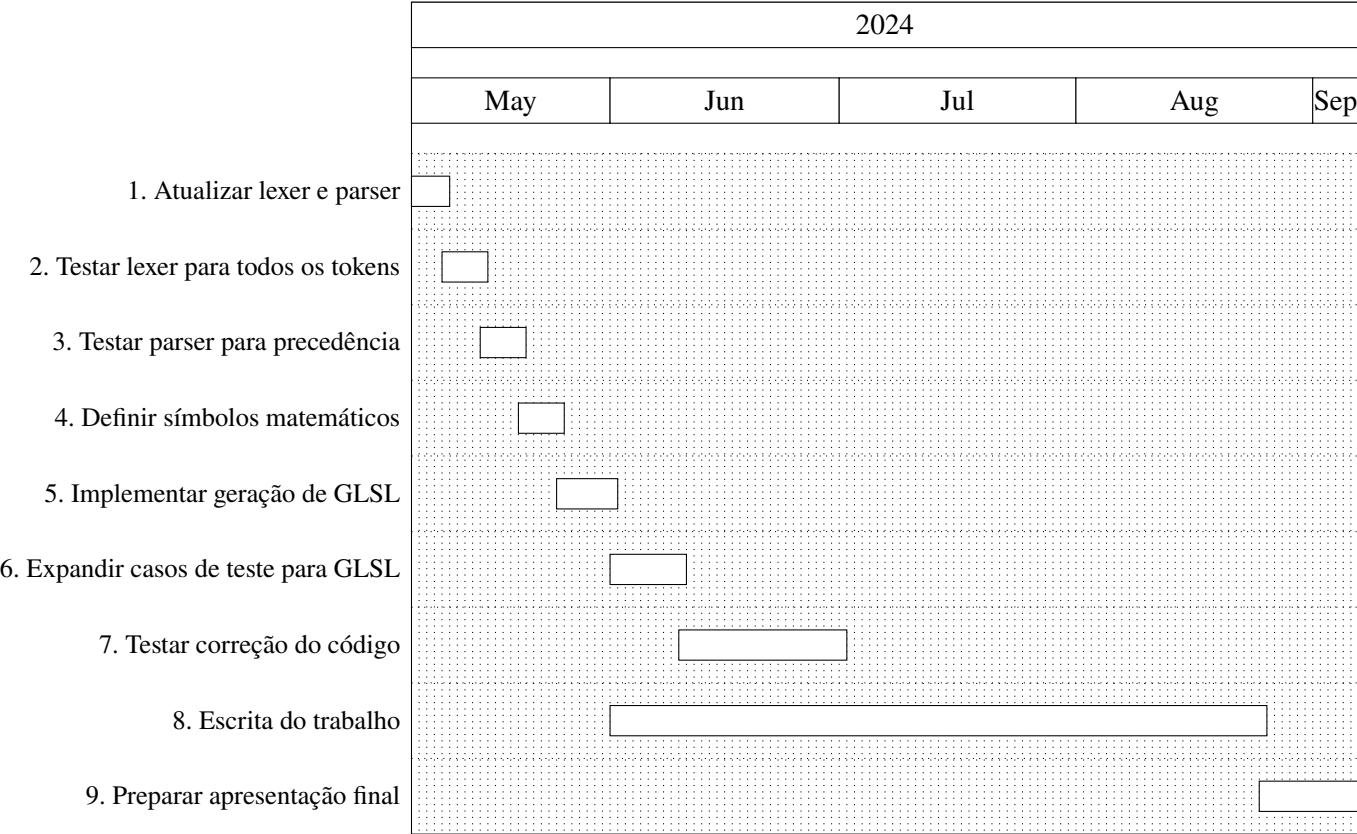 2024
May Jun Jul Aug Sep
1. Atualizar lexer e parser
2. Testar lexer para todos os tokens
3. Testar parser para precedência
4. Definir símbolos matemáticos
5. Implementar geração de GLSL
6. Expandir casos de teste para GLSL
7. Testar correção do código
8. Escrita do trabalho
9. Preparar apresentação final